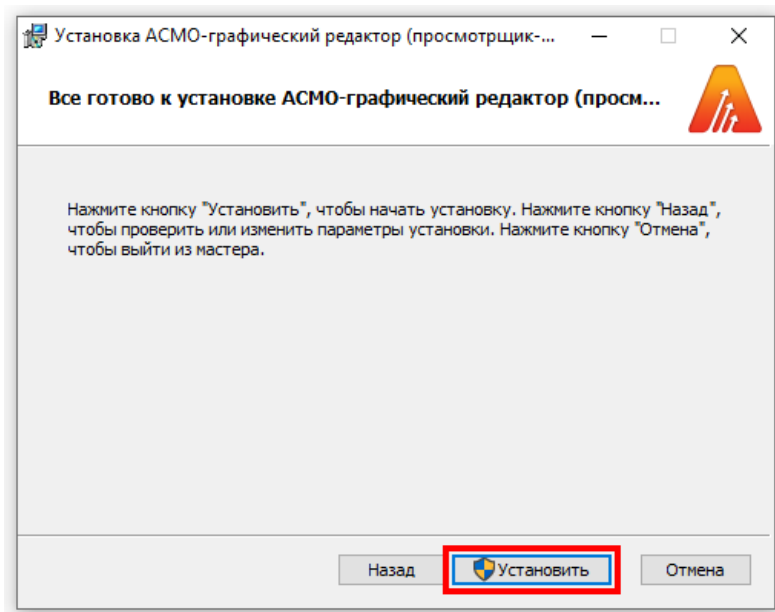 Установка АСМО-графический редактор (просмотрщик-...
Все готово к установке АСМО-графический редактор (просм...
Нажмите кнопку "Установить", чтобы начать установку. Нажмите кнопку "Назад",
чтобы проверить или изменить параметры установки. Нажмите кнопку "Отмена",
чтобы выйти из мастера.
Назад
Установить
Отмена